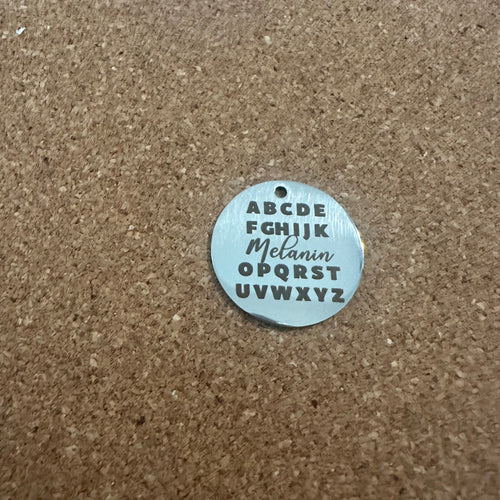 ABCDE
FGHIJK
Melanin
OPQRST
UVWXYZ